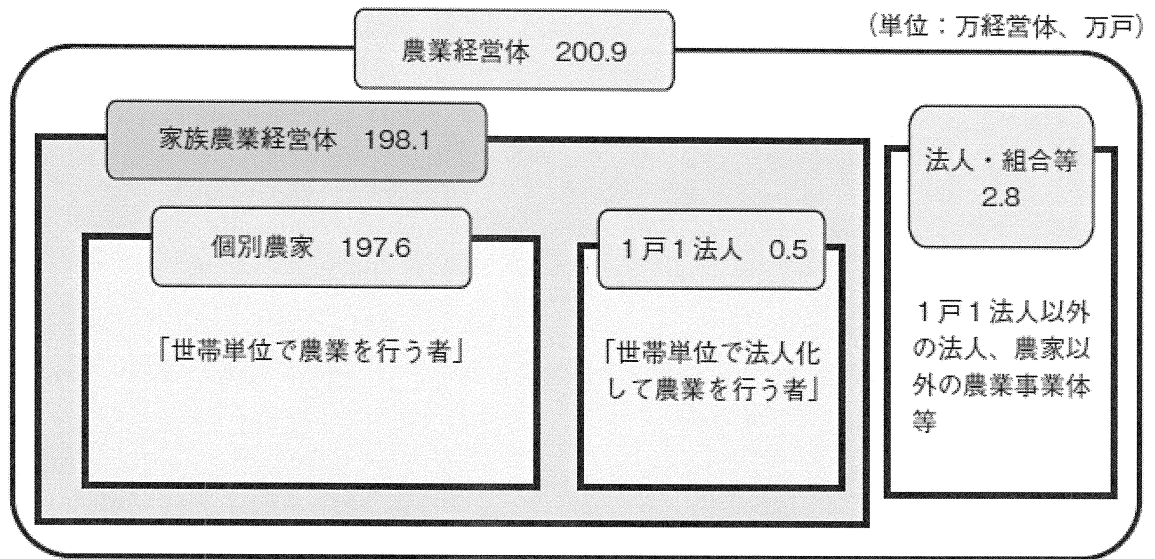 (単位：万経営体、万戸)
農業経営体　200.9
家族農業経営体　198.1
個別農家　197.6
「世帯単位で農業を行う者」
1戸1法人　0.5
「世帯単位で法人化
して農業を行う者」
法人・組合等
2.8
1戸1法人以外
の法人、農家以
外の農業事業体
等